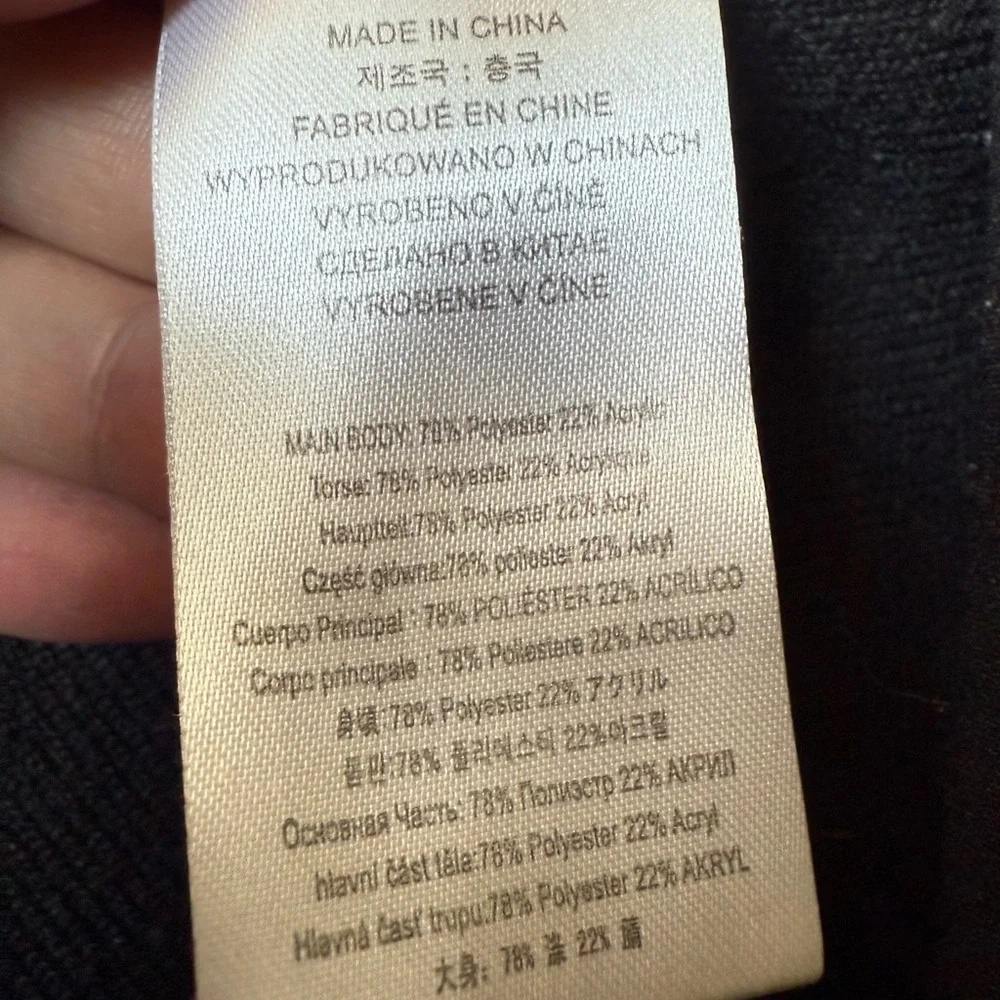 MADE IN CHINA
제조국 : 중국
FABRIQUÉ EN CHINE
WYPRODUKOWANO W CHINACH
VYROBENO V ČÍNĚ
СДЕЛАНО В КИТАЕ
VYROBENÉ V ČÍNE
MAIN BODY: 78% Polyester 22% Acrylic
Torse: 78% Polyester 22% Acrylique
Hauptteil:78% Polyester 22% Acryl
Część główna:78% poliester 22% Akryl
Cuerpo Principal : 78% POLIÉSTER 22% ACRÍLICO
Corpo principale : 78% Poliestere 22% ACRILICO
78% Polyester 22% アクリル
몸판:78% 폴리에스터 22%아크릴
Основная Часть: 78% Полиэстр 22% АКРИЛ
hlavní část těla:78% Polyester 22% Acryl
Hlavná časť trupu:78% Polyester 22% AKRYL
大身: 78% 涤 22% 腈